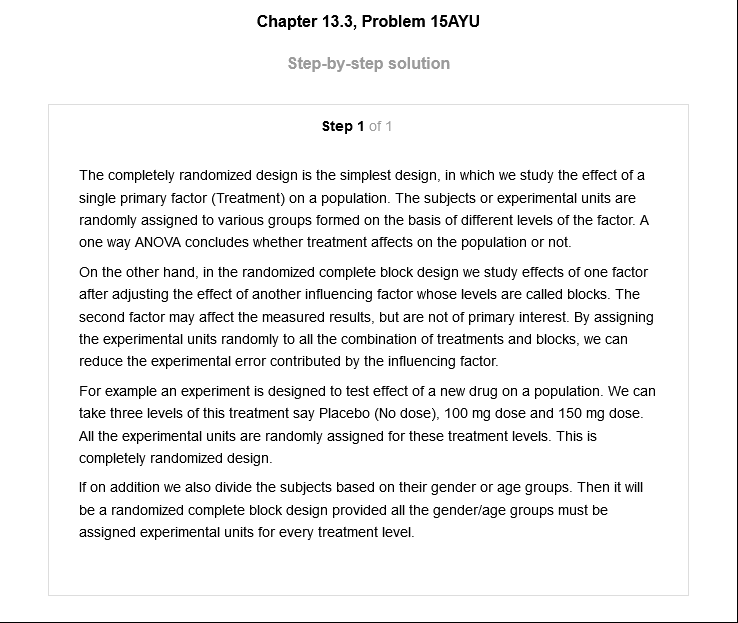 Chapter 13.3, Problem 15AYU
Step-by-step solution
Step 1 of 1
The completely randomized design is the simplest design, in which we study the effect of a
single primary factor (Treatment) on a population. The subjects or experimental units are
randomly assigned to various groups formed on the basis of different levels of the factor. A
one way ANOVA concludes whether treatment affects on the population or not.
On the other hand, in the randomized complete block design we study effects of one factor
after adjusting the effect of another influencing factor whose levels are called blocks. The
second factor may affect the measured results, but are not of primary interest. By assigning
the experimental units randomly to all the combination of treatments and blocks, we can
reduce the experimental error contributed by the influencing factor.
For example an experiment is designed to test effect of a new drug on a population. We can
take three levels of this treatment say Placebo (No dose), 100 mg dose and 150 mg dose.
All the experimental units are randomly assigned for these treatment levels. This is
completely randomized design.
If on addition we also divide the subjects based on their gender or age groups. Then it will
be a randomized complete block design provided all the gender/age groups must be
assigned experimental units for every treatment level.